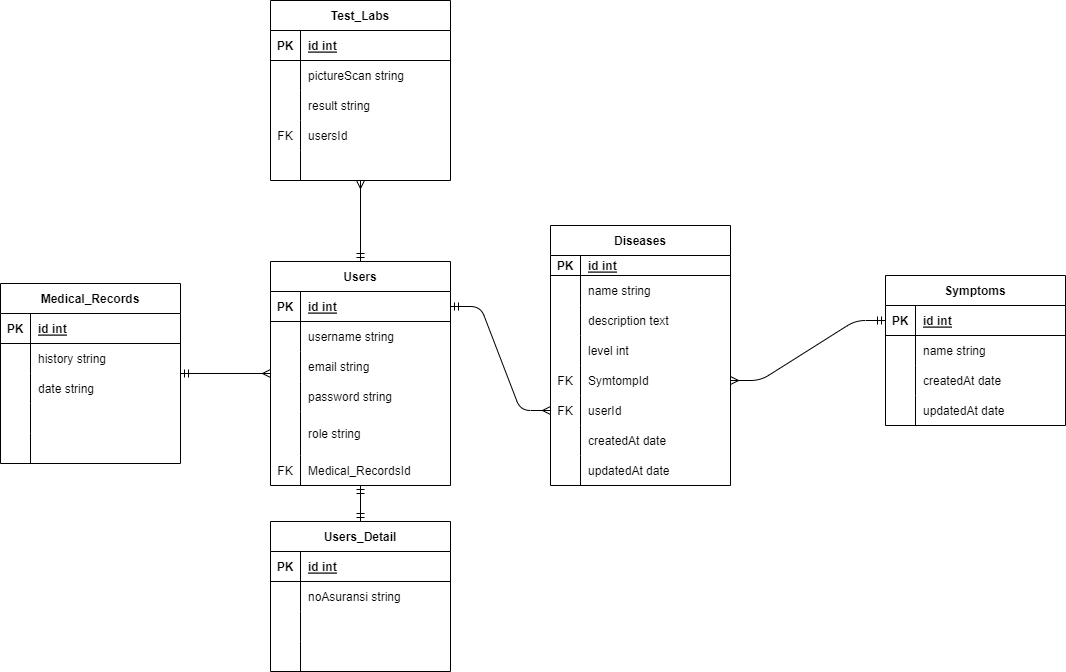 Test_Labs
PK id int
pictureScan string
result string
FK usersId
Users
PK id int
username string
email string
password string
role string
FK Medical_RecordsId
Medical_Records
PK id int
history string
date string
Diseases
PK id int
name string
description text
level int
FK SymtompId
FK userId
createdAt date
updatedAt date
Symptoms
PK id int
name string
createdAt date
updatedAt date
Users_Detail
PK id int
noAsuransi string